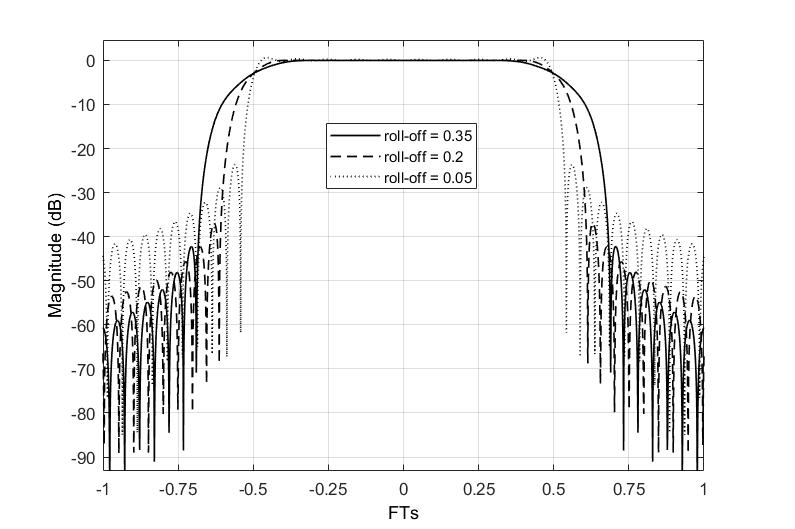 0
-10
-20
-30
-40
-50
-60
-70
-80
-90
Magnitude (dB)
roll-off = 0.35
roll-off = 0.2
roll-off = 0.05
-1 -0.75 -0.5 -0.25 0 0.25 0.5 0.75 1
FTs